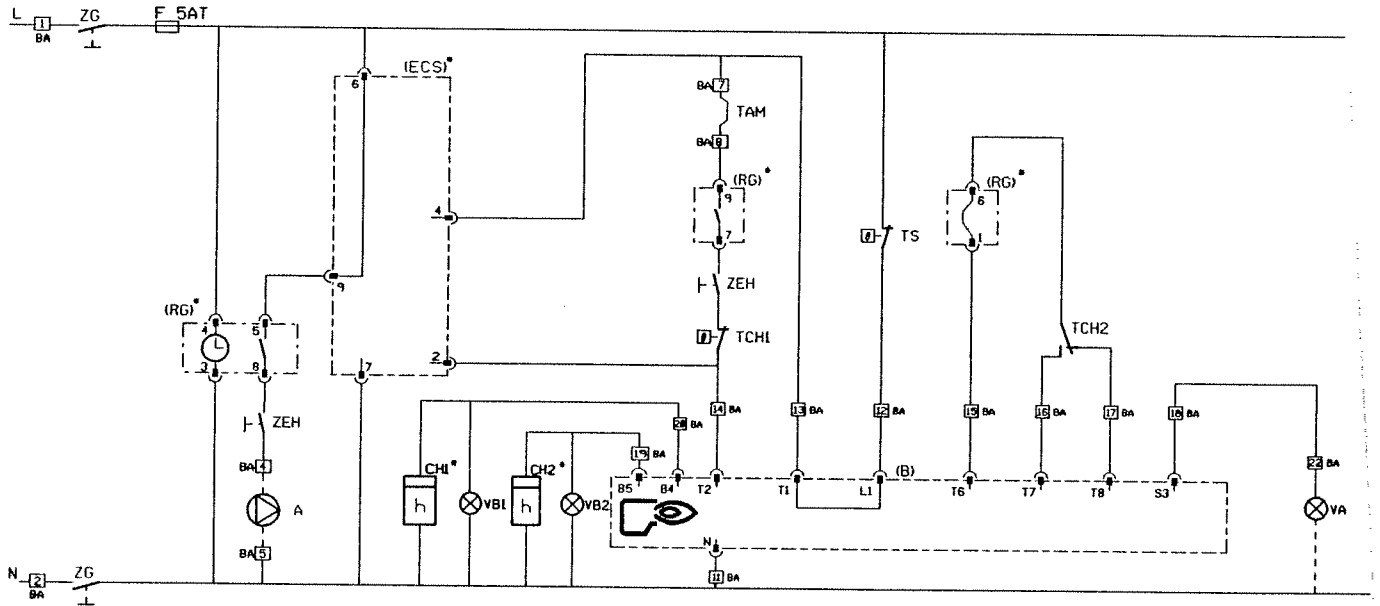 L 1 BA ZG F 5AT
6 (ECS)*
BA 7
TAM
BA 8
(RG)* 9
7
(RG)* 6
1
4
TS
9
ZEH
(RG)* 4 5
3 8
TCH1
TCH2
7 2
ZEH
14 BA 13 BA 12 BA 15 BA 16 BA 17 BA 18 BA
20 BA
19 BA
BA 4
CH1* CH2*
22 BA
(B)
B5 B4 T2 T1 L1 T6 T7 T8 S3
h VB1 h VB2
A
VA
BA 5
N
11 BA
N 2 BA ZG